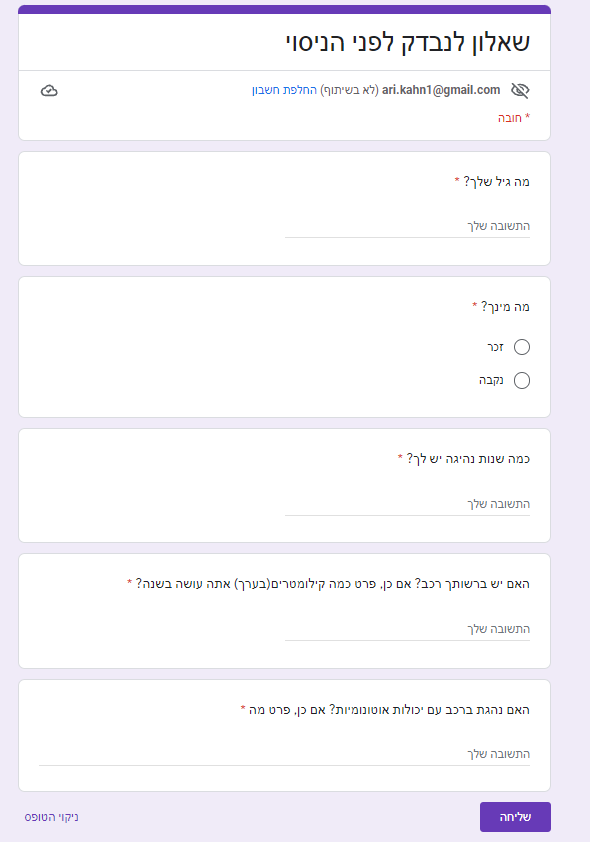 שאלון לנבדק לפני הניסוי
ari.kahn1@gmail.com (לא בשיתוף) החלפת חשבון
* חובה
מה גיל שלך? *
התשובה שלך
מה מינך? *
זכר
נקבה
כמה שנות נהיגה יש לך? *
התשובה שלך
האם יש ברשותך רכב? אם כן, פרט כמה קילומטרים(בערך) אתה עושה בשנה? *
התשובה שלך
האם נהגת ברכב עם יכולות אוטונומיות? אם כן, פרט מה *
התשובה שלך
שליחה
ניקוי הטופס